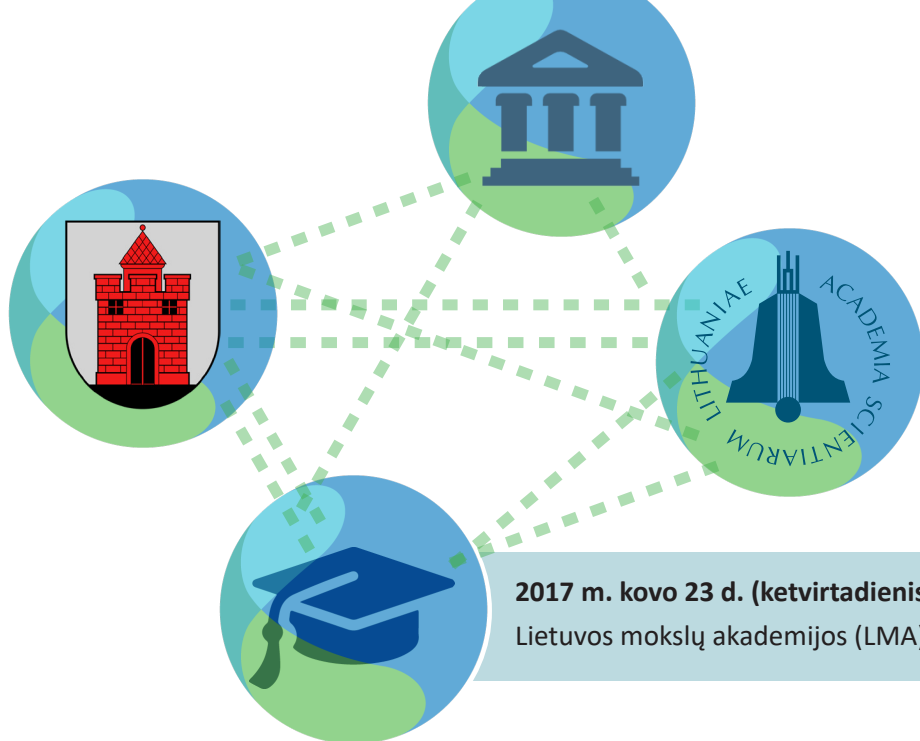 LITHUANIAE ACADEMIA SCIENTIARUM
2017 m. kovo 23 d. (ketvirtadienis
Lietuvos mokslų akademijos (LMA)